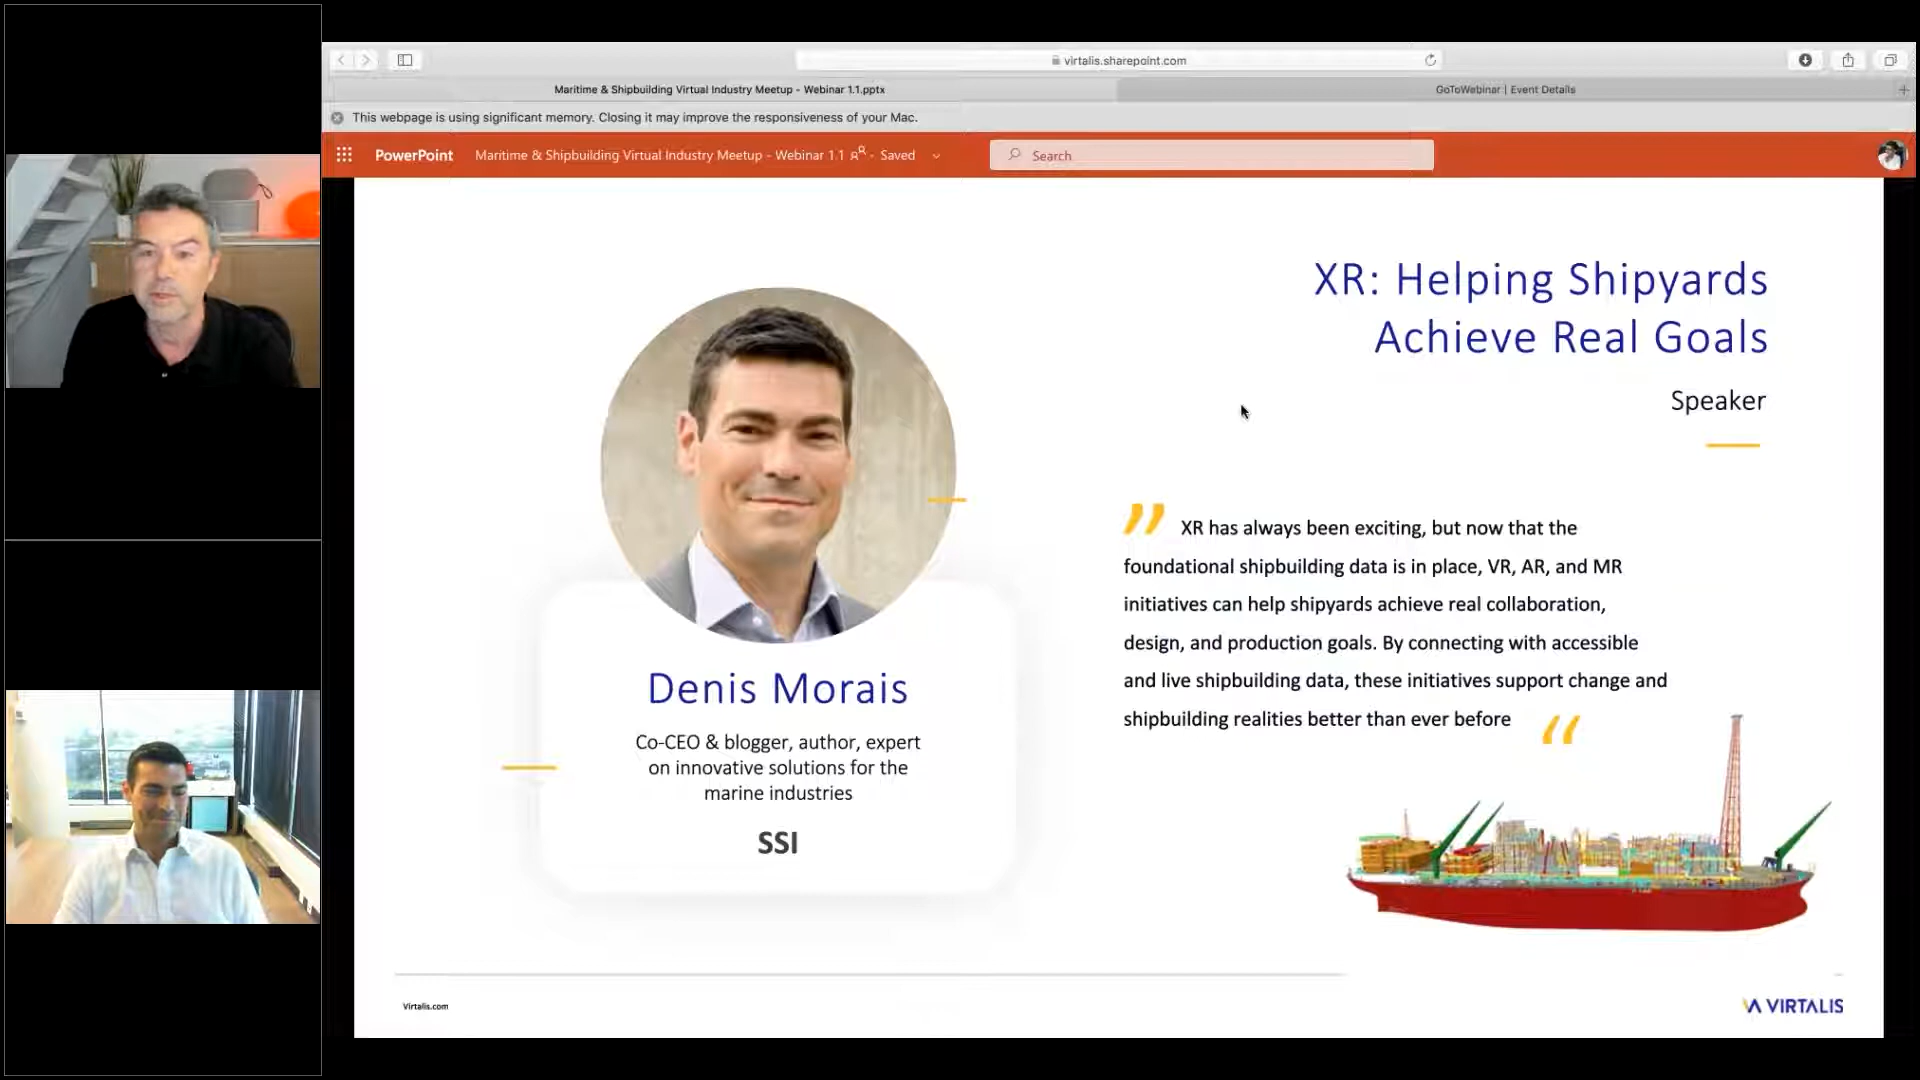 virtalis.sharepoint.com
Maritime & Shipbuilding Virtual Industry Meetup - Webinar 1.1.pptx
GoToWebinar | Event Details
This webpage is using significant memory. Closing it may improve the responsiveness of your Mac.
PowerPoint
Maritime & Shipbuilding Virtual Industry Meetup - Webinar 1.1 - Saved
Search
XR: Helping Shipyards
Achieve Real Goals
Speaker
” XR has always been exciting, but now that the
foundational shipbuilding data is in place, VR, AR, and MR
initiatives can help shipyards achieve real collaboration,
design, and production goals. By connecting with accessible
and live shipbuilding data, these initiatives support change and
shipbuilding realities better than ever before “
Denis Morais
Co-CEO & blogger, author, expert
on innovative solutions for the
marine industries
SSI
Virtalis.com
VIRTALIS